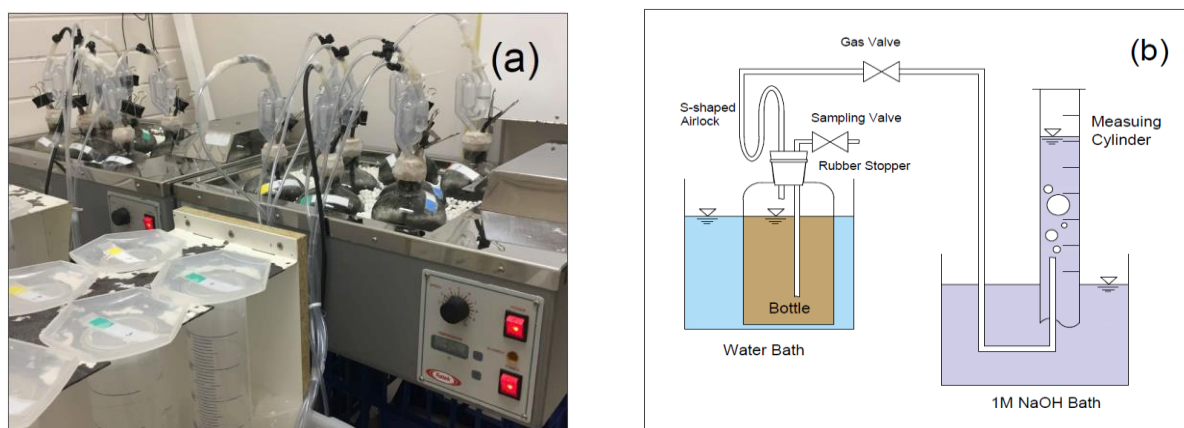 (a)
(b)
Gas Valve
S-shaped
Airlock
Sampling Valve
Rubber Stopper
Measuing
Cylinder
Bottle
Water Bath
1M NaOH Bath